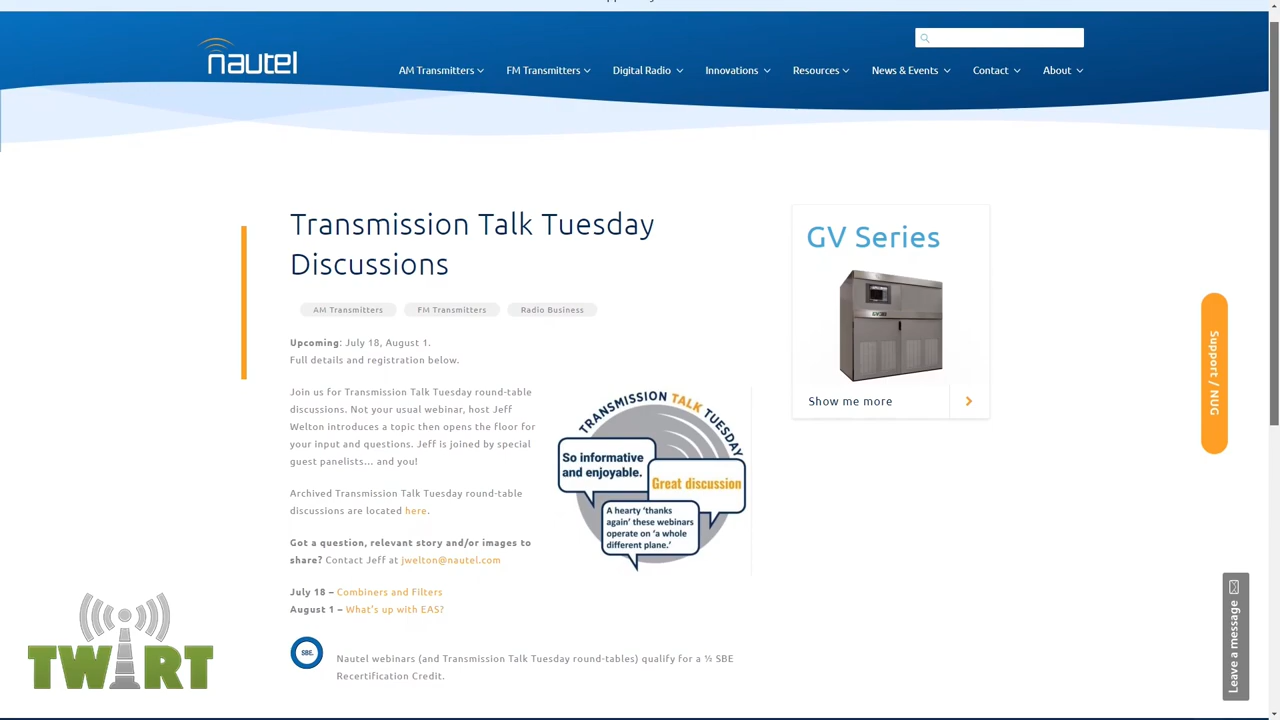 nautel
AM Transmitters
FM Transmitters
Digital Radio
Innovations
Resources
News & Events
Contact
About
Transmission Talk Tuesday
Discussions
AM Transmitters
FM Transmitters
Radio Business
Upcoming: July 18, August 1.
Full details and registration below.
Join us for Transmission Talk Tuesday round-table
discussions. Not your usual webinar, host Jeff
Welton introduces a topic then opens the floor for
your input and questions. Jeff is joined by special
guest panelists… and you!
Archived Transmission Talk Tuesday round-table
discussions are located here.
Got a question, relevant story and/or images to
share? Contact Jeff at jwelton@nautel.com
July 18 – Combiners and Filters
August 1 – What's up with EAS?
SBE.
Nautel webinars (and Transmission Talk Tuesday round-tables) qualify for a ½ SBE
Recertification Credit.
TRANSMISSION TALK TUESDAY
So informative
and enjoyable.
Great discussion
A hearty 'thanks
again' these webinars
operate on 'a whole
different plane.'
GV Series
GV30
Show me more
Support / NUG
Leave a message
TWiRT